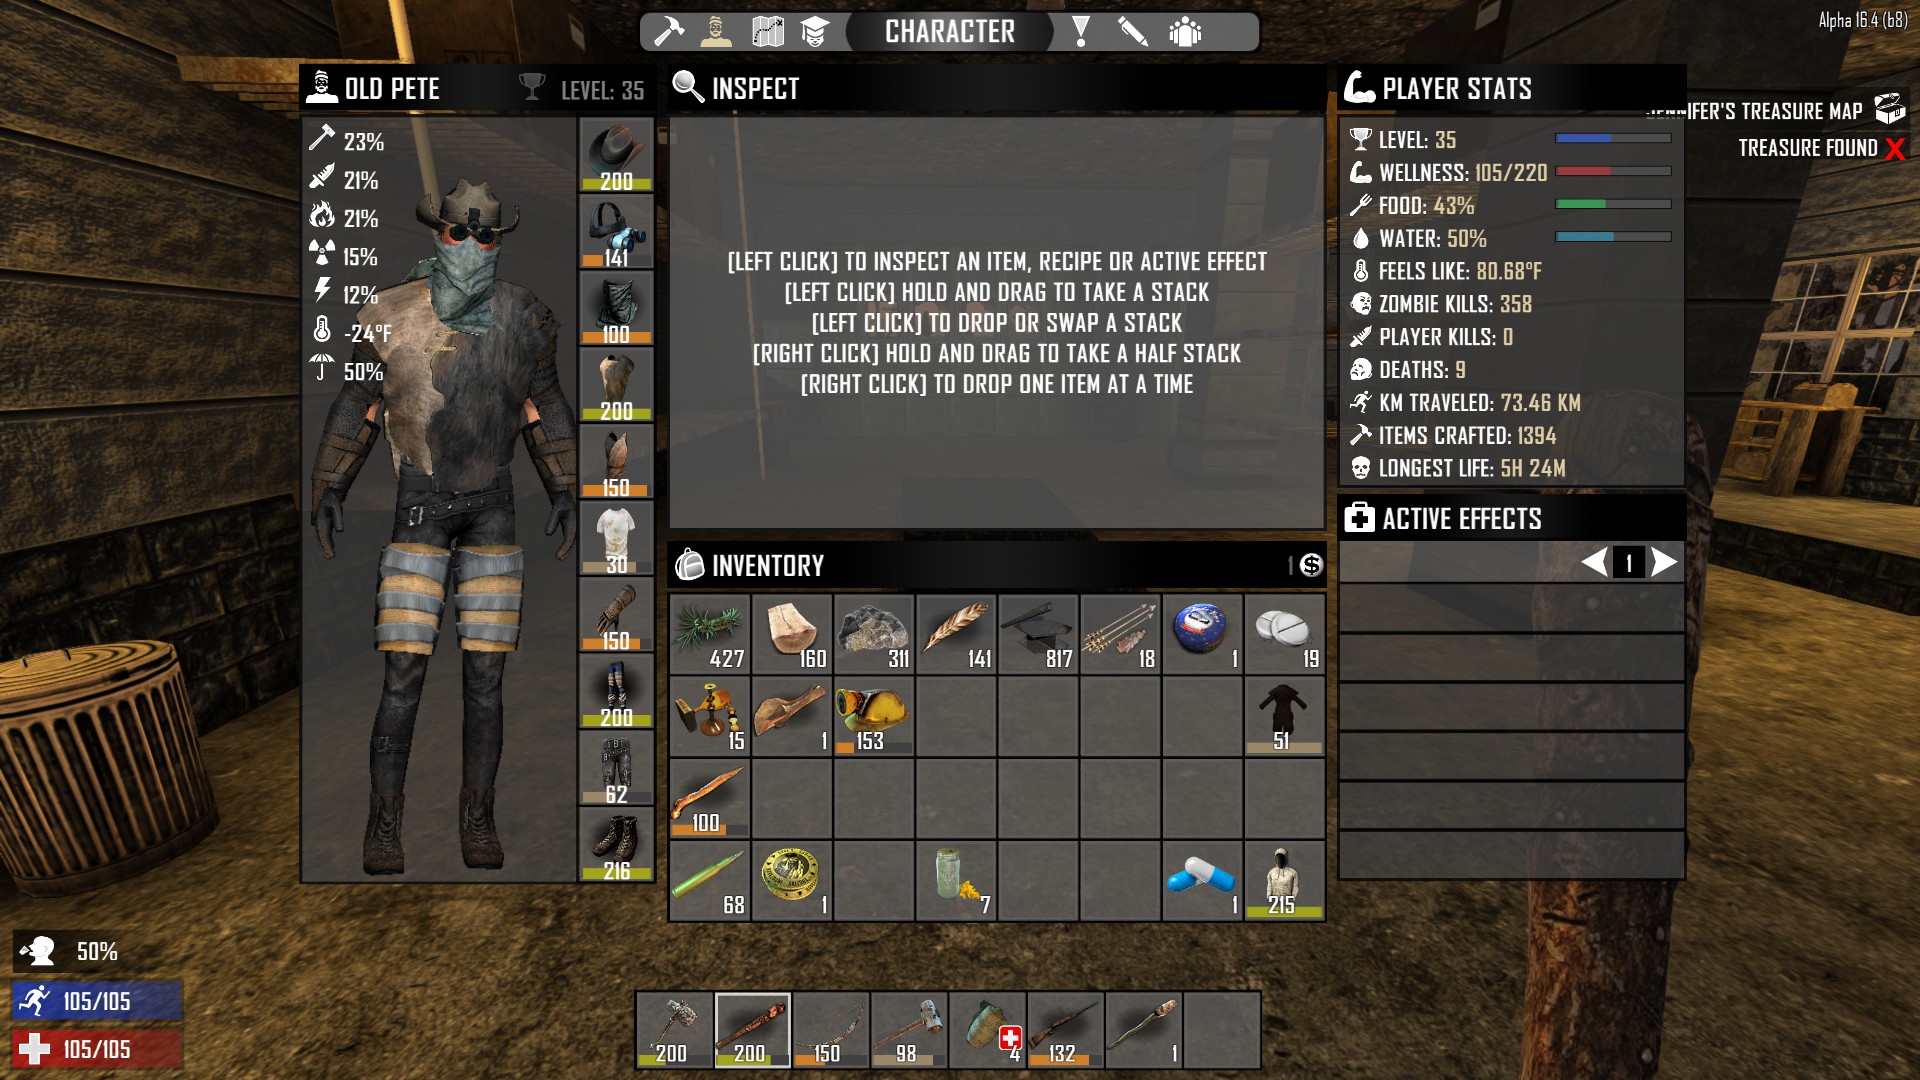 CHARACTER
Alpha 16.4 (b8)
OLD PETE
LEVEL: 35
23%
21%
21%
15%
12%
-24°F
50%
200
141
100
200
150
30
150
200
62
216
INSPECT
[LEFT CLICK] TO INSPECT AN ITEM, RECIPE OR ACTIVE EFFECT
[LEFT CLICK] HOLD AND DRAG TO TAKE A STACK
[LEFT CLICK] TO DROP OR SWAP A STACK
[RIGHT CLICK] HOLD AND DRAG TO TAKE A HALF STACK
[RIGHT CLICK] TO DROP ONE ITEM AT A TIME
INVENTORY
1
427 160 311 141 817 18 1 19
15 1 153 51
100
68 1 7 1 215
PLAYER STATS
LEVEL: 35
WELLNESS: 105/220
FOOD: 43%
WATER: 50%
FEELS LIKE: 80.68°F
ZOMBIE KILLS: 358
PLAYER KILLS: 0
DEATHS: 9
KM TRAVELED: 73.46 KM
ITEMS CRAFTED: 1394
LONGEST LIFE: 5H 24M
JENNIFER'S TREASURE MAP
TREASURE FOUND X
ACTIVE EFFECTS
1
50%
105/105
105/105
200 200 150 98 4 132 1